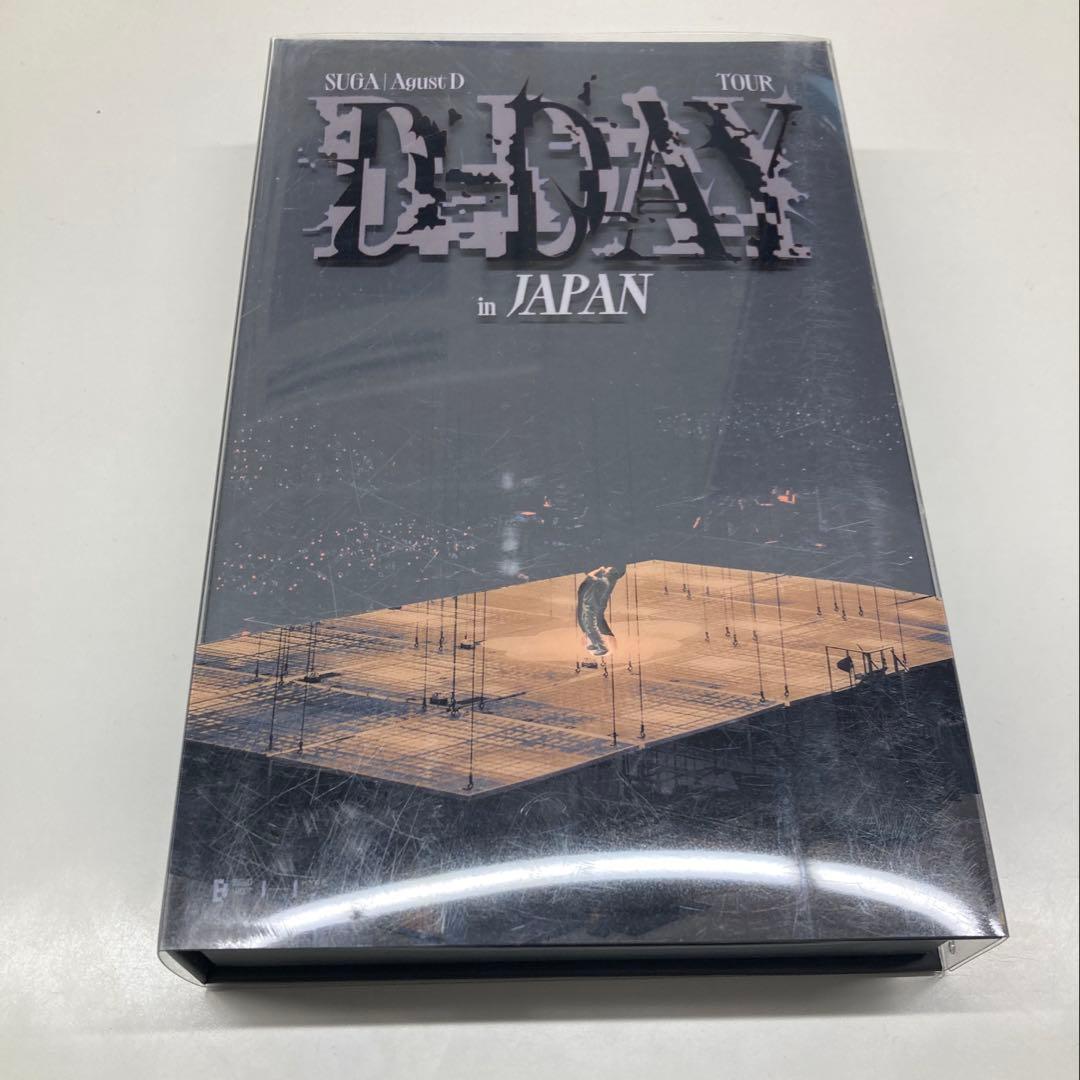 SUGA | Agust D TOUR
D-DAY
in JAPAN